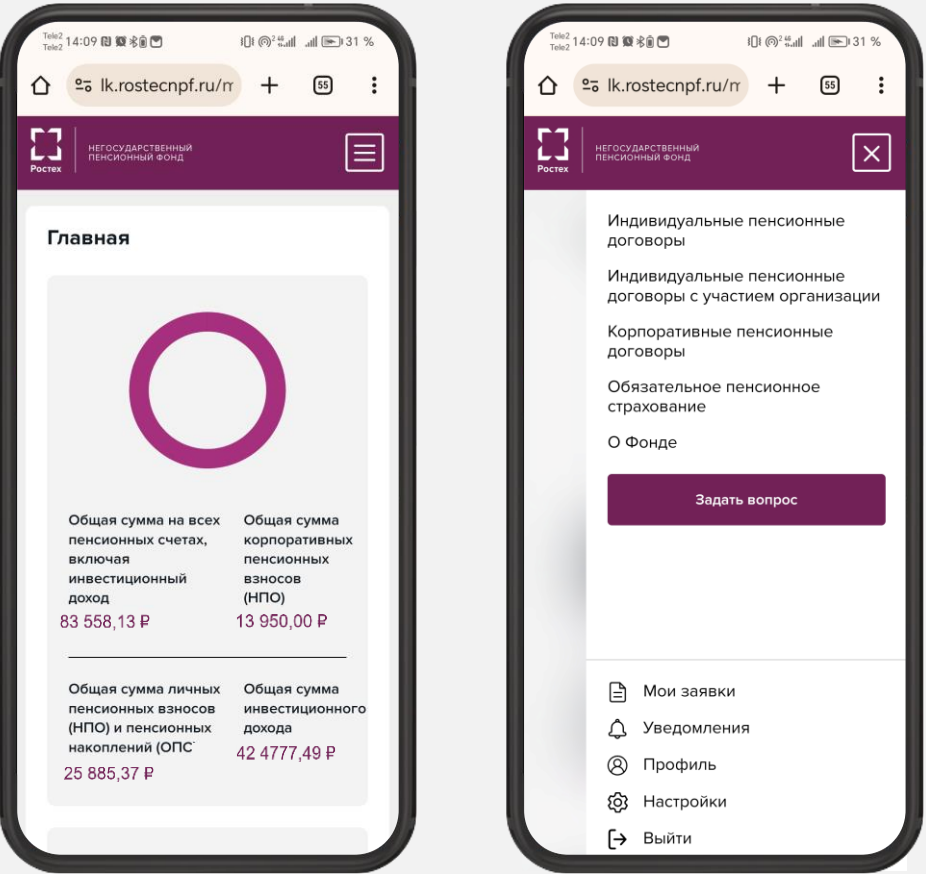 Tele2
Tele2 14:09
31 %
lk.rostecnpf.ru/m
55
Ростех
НЕГОСУДАРСТВЕННЫЙ
ПЕНСИОННЫЙ ФОНД
Главная
Общая сумма на всех
пенсионных счетах,
включая
инвестиционный
доход
83 558,13 ₽
Общая сумма
корпоративных
пенсионных
взносов
(НПО)
13 950,00 ₽
Общая сумма личных
пенсионных взносов
(НПО) и пенсионных
накоплений (ОПС
25 885,37 ₽
Общая сумма
инвестиционного
дохода
42 4777,49 ₽
Tele2
Tele2 14:09
31 %
lk.rostecnpf.ru/m
55
Ростех
НЕГОСУДАРСТВЕННЫЙ
ПЕНСИОННЫЙ ФОНД
Индивидуальные пенсионные
договоры
Индивидуальные пенсионные
договоры с участием организации
Корпоративные пенсионные
договоры
Обязательное пенсионное
страхование
О Фонде
Задать вопрос
Мои заявки
Уведомления
Профиль
Настройки
Выйти